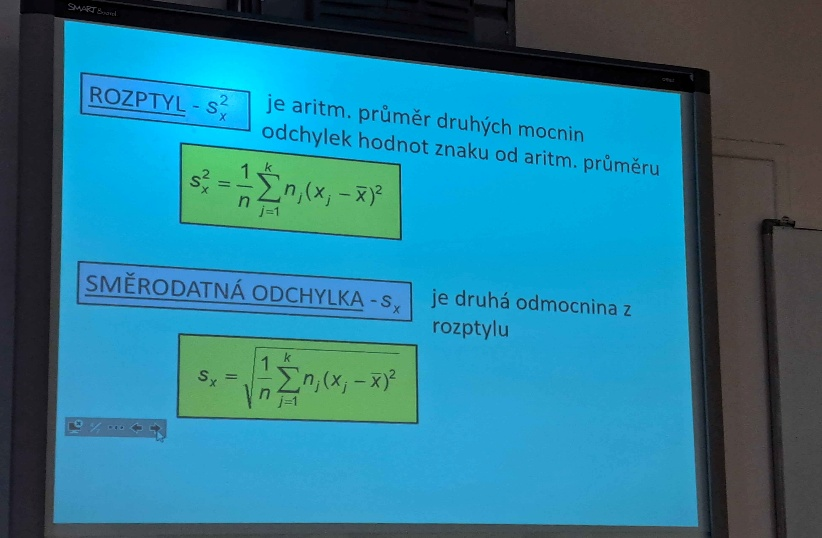 SMART Board
ROZPTYL - s_x^2
je aritm. průměr druhých mocnin
odchylek hodnot znaku od aritm. průměru
s_x^2 = \frac{1}{n} \sum_{j=1}^{k} n_j (x_j - \overline{x})^2
SMĚRODATNÁ ODCHYLKA - s_x
je druhá odmocnina z
rozptylu
s_x = \sqrt{\frac{1}{n} \sum_{j=1}^{k} n_j (x_j - \overline{x})^2}